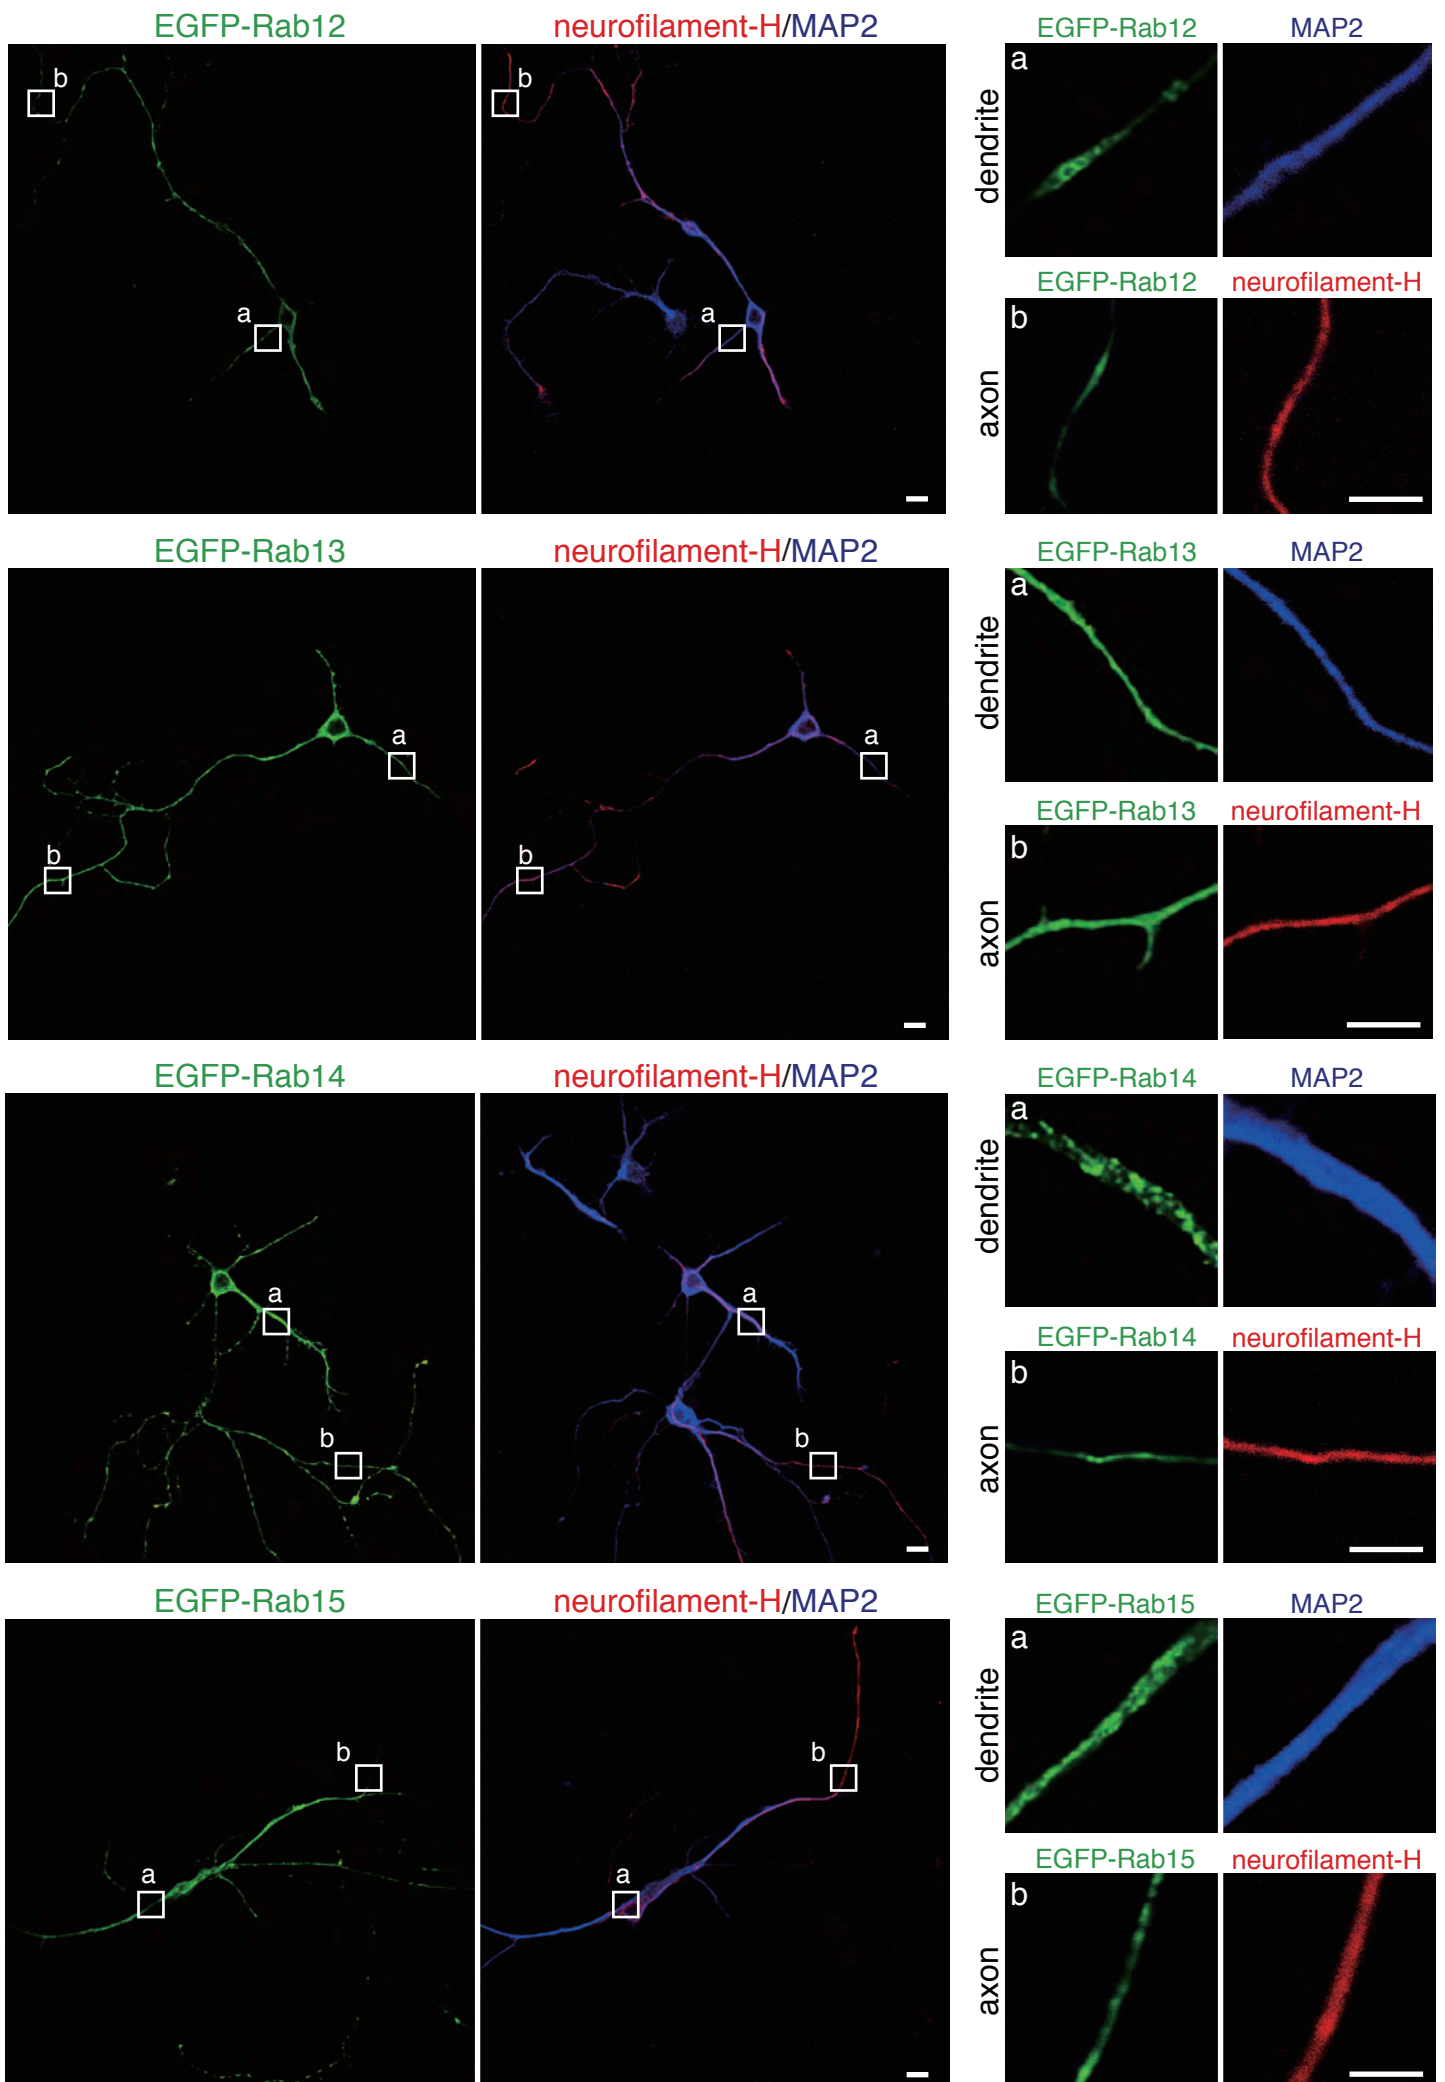 EGFP-Rab12 neurofilament-H/MAP2 EGFP-Rab12 MAP2
b b a dendrite
a a
EGFP-Rab12 neurofilament-H
b axon
EGFP-Rab13 neurofilament-H/MAP2 EGFP-Rab13 MAP2
a dendrite
a a
EGFP-Rab13 neurofilament-H
b b b axon
EGFP-Rab14 neurofilament-H/MAP2 EGFP-Rab14 MAP2
a dendrite
a a
EGFP-Rab14 neurofilament-H
b b b axon
EGFP-Rab15 neurofilament-H/MAP2 EGFP-Rab15 MAP2
a dendrite
b b
EGFP-Rab15 neurofilament-H
a a b axon